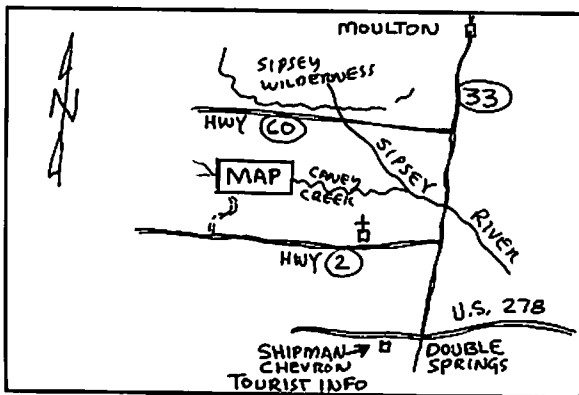 MOULTON
SIPSEY
WILDERNESS
33
N
HWY 60
SIPSEY
RIVER
MAP
CANEY
CREEK
HWY 2
U.S. 278
SHIPMAN
CHEVRON
TOURIST INFO
DOUBLE
SPRINGS